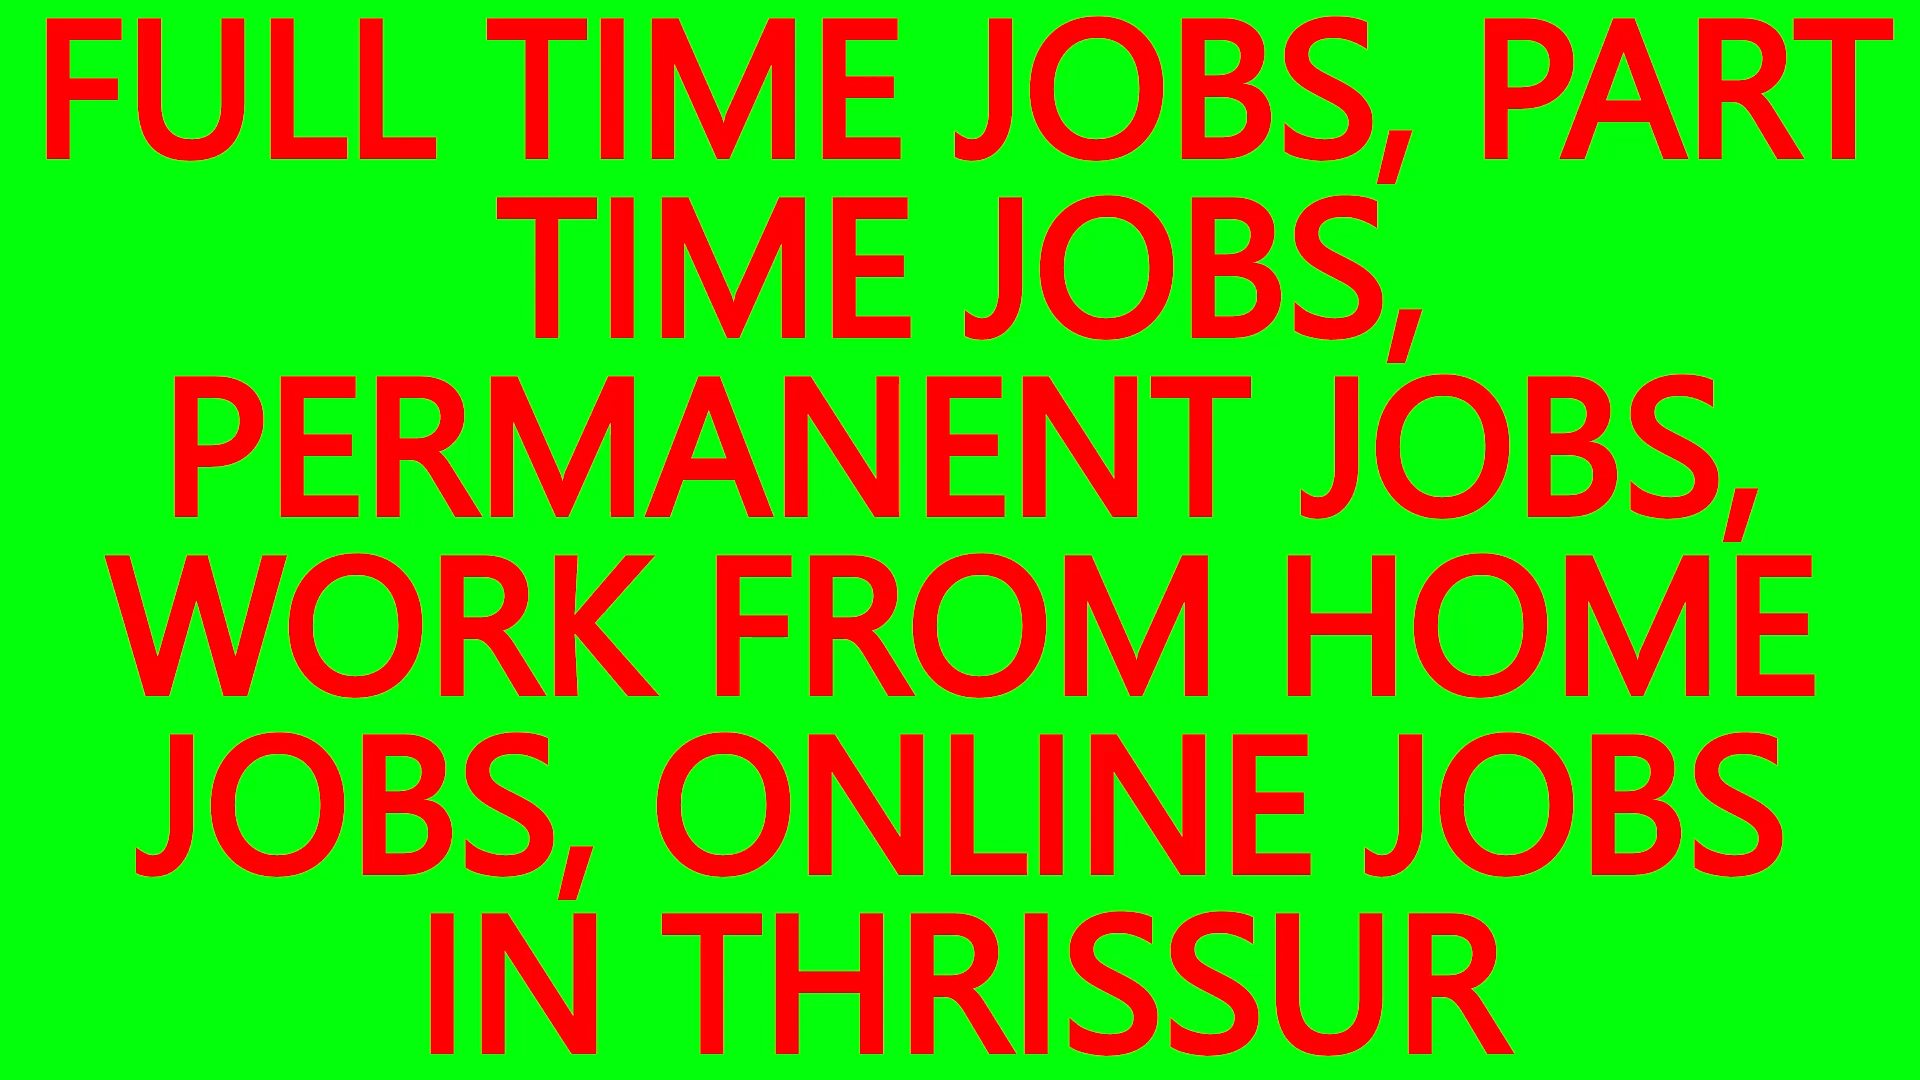 FULL TIME JOBS, PART
TIME JOBS,
PERMANENT JOBS,
WORK FROM HOME
JOBS, ONLINE JOBS
IN THRISSUR